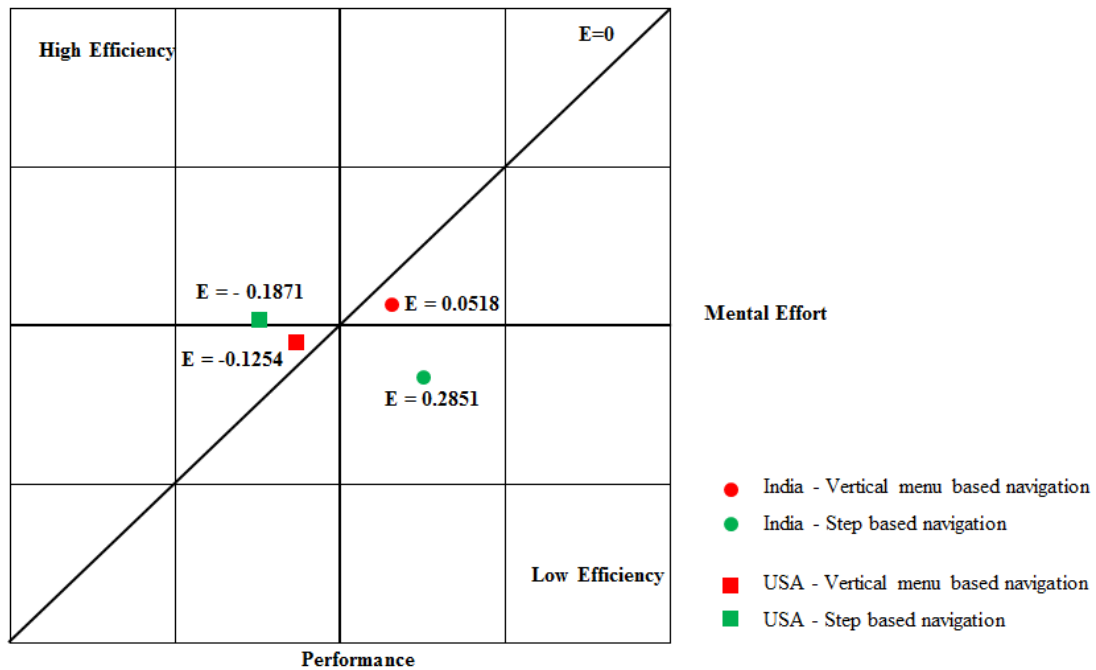 E=0
High Efficiency
E = - 0.1871
E = 0.0518
Mental Effort
E = -0.1254
E = 0.2851
India - Vertical menu based navigation
India - Step based navigation
Low Efficiency
USA - Vertical menu based navigation
USA - Step based navigation
Performance